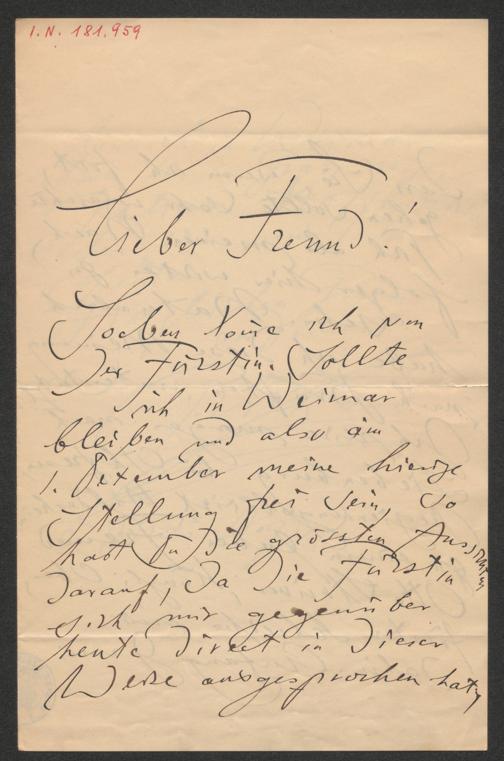 I.N. 181.959
Lieber Freund!
Soeben kom̅e ich von
der Fürstin. Sollte
ich in Weimar
bleiben und also am
1. Dezember meine hiesige
Stellung frei sein, so
hast Du die grössten Aussichten
darauf, da die Fürstin
sich mir gegenüber
heute direct in dieser
Weise ausgesprochen hat,